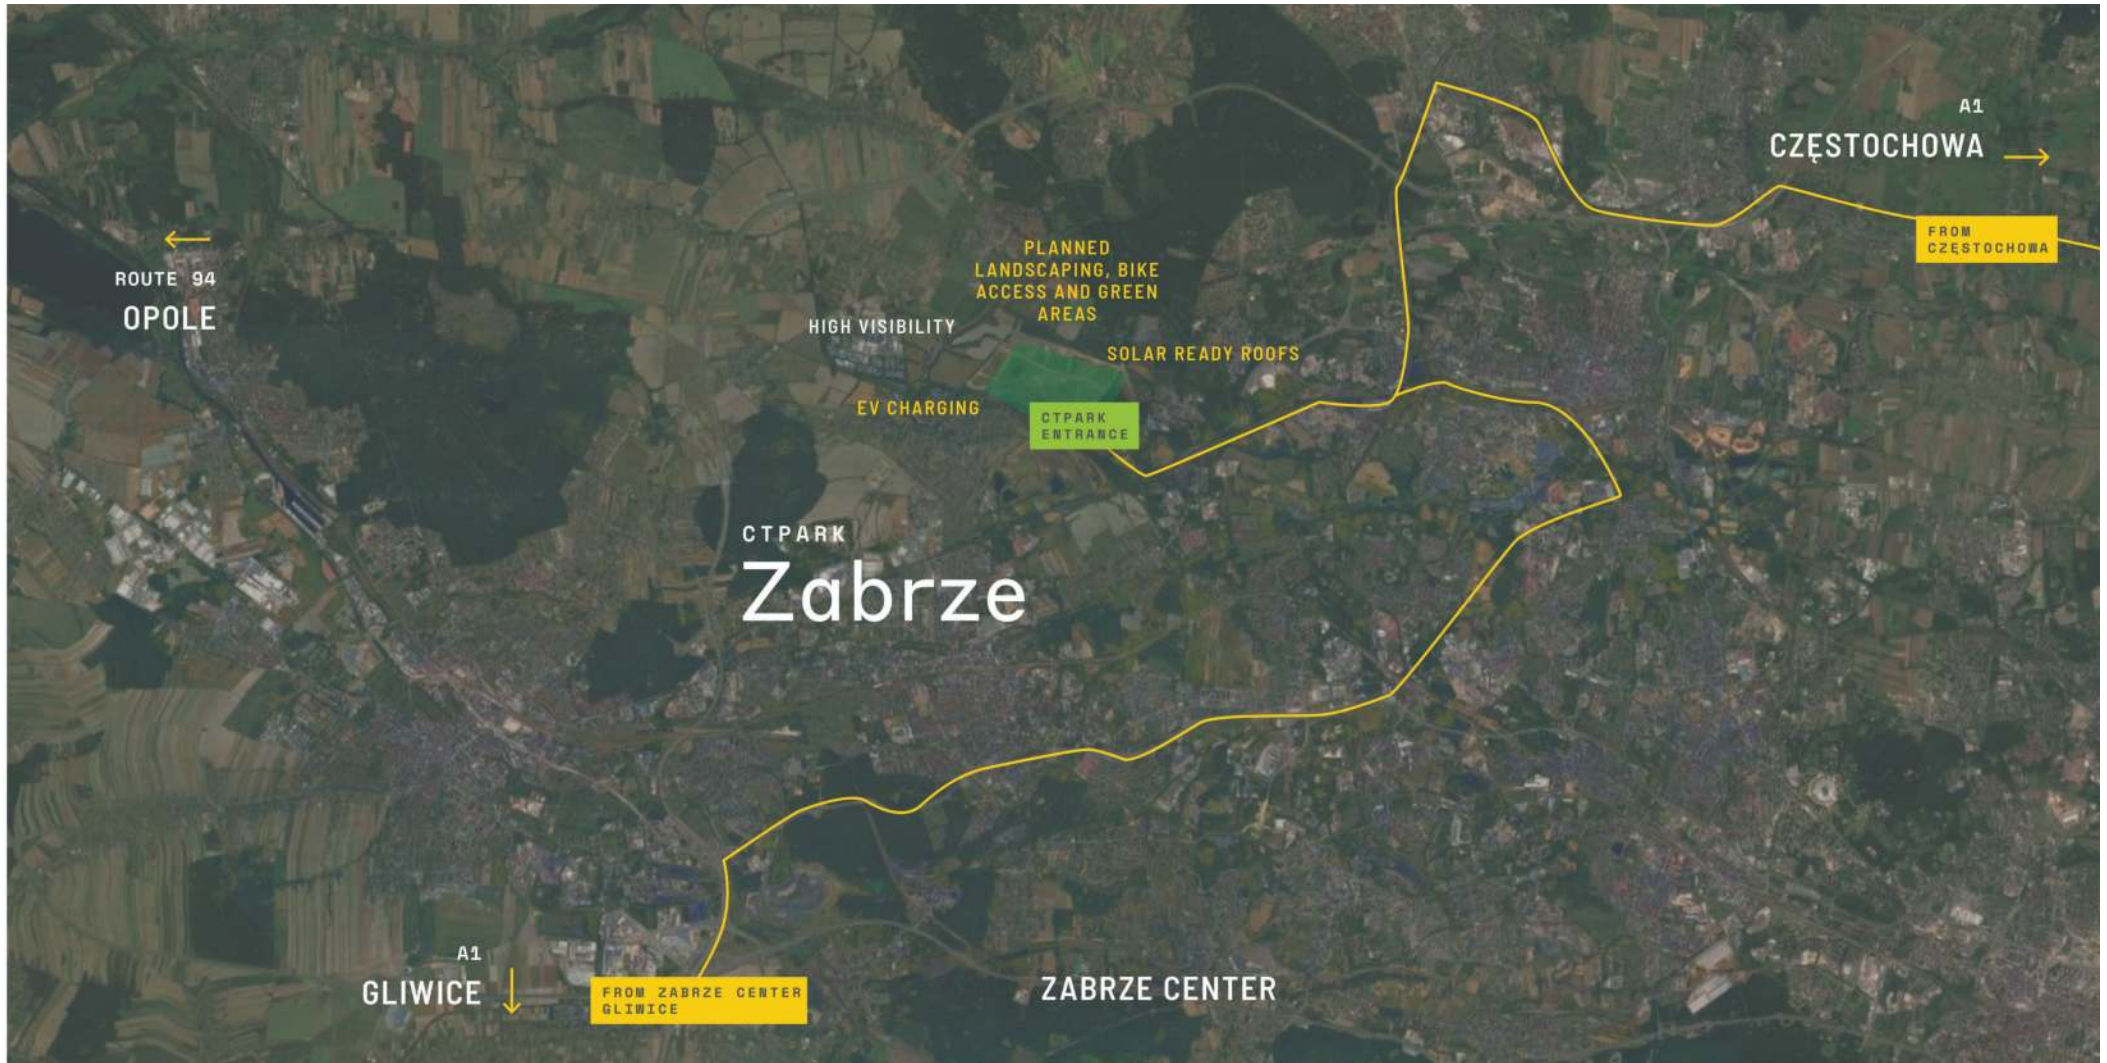 A1
CZĘSTOCHOWA
FROM
CZĘSTOCHOWA
ROUTE 94
OPOLE
PLANNED
LANDSCAPING, BIKE
ACCESS AND GREEN
AREAS
HIGH VISIBILITY
SOLAR READY ROOFS
EV CHARGING
CTPARK
ENTRANCE
CTPARK
Zabrze
A1
GLIWICE
FROM ZABRZE CENTER
GLIWICE
ZABRZE CENTER